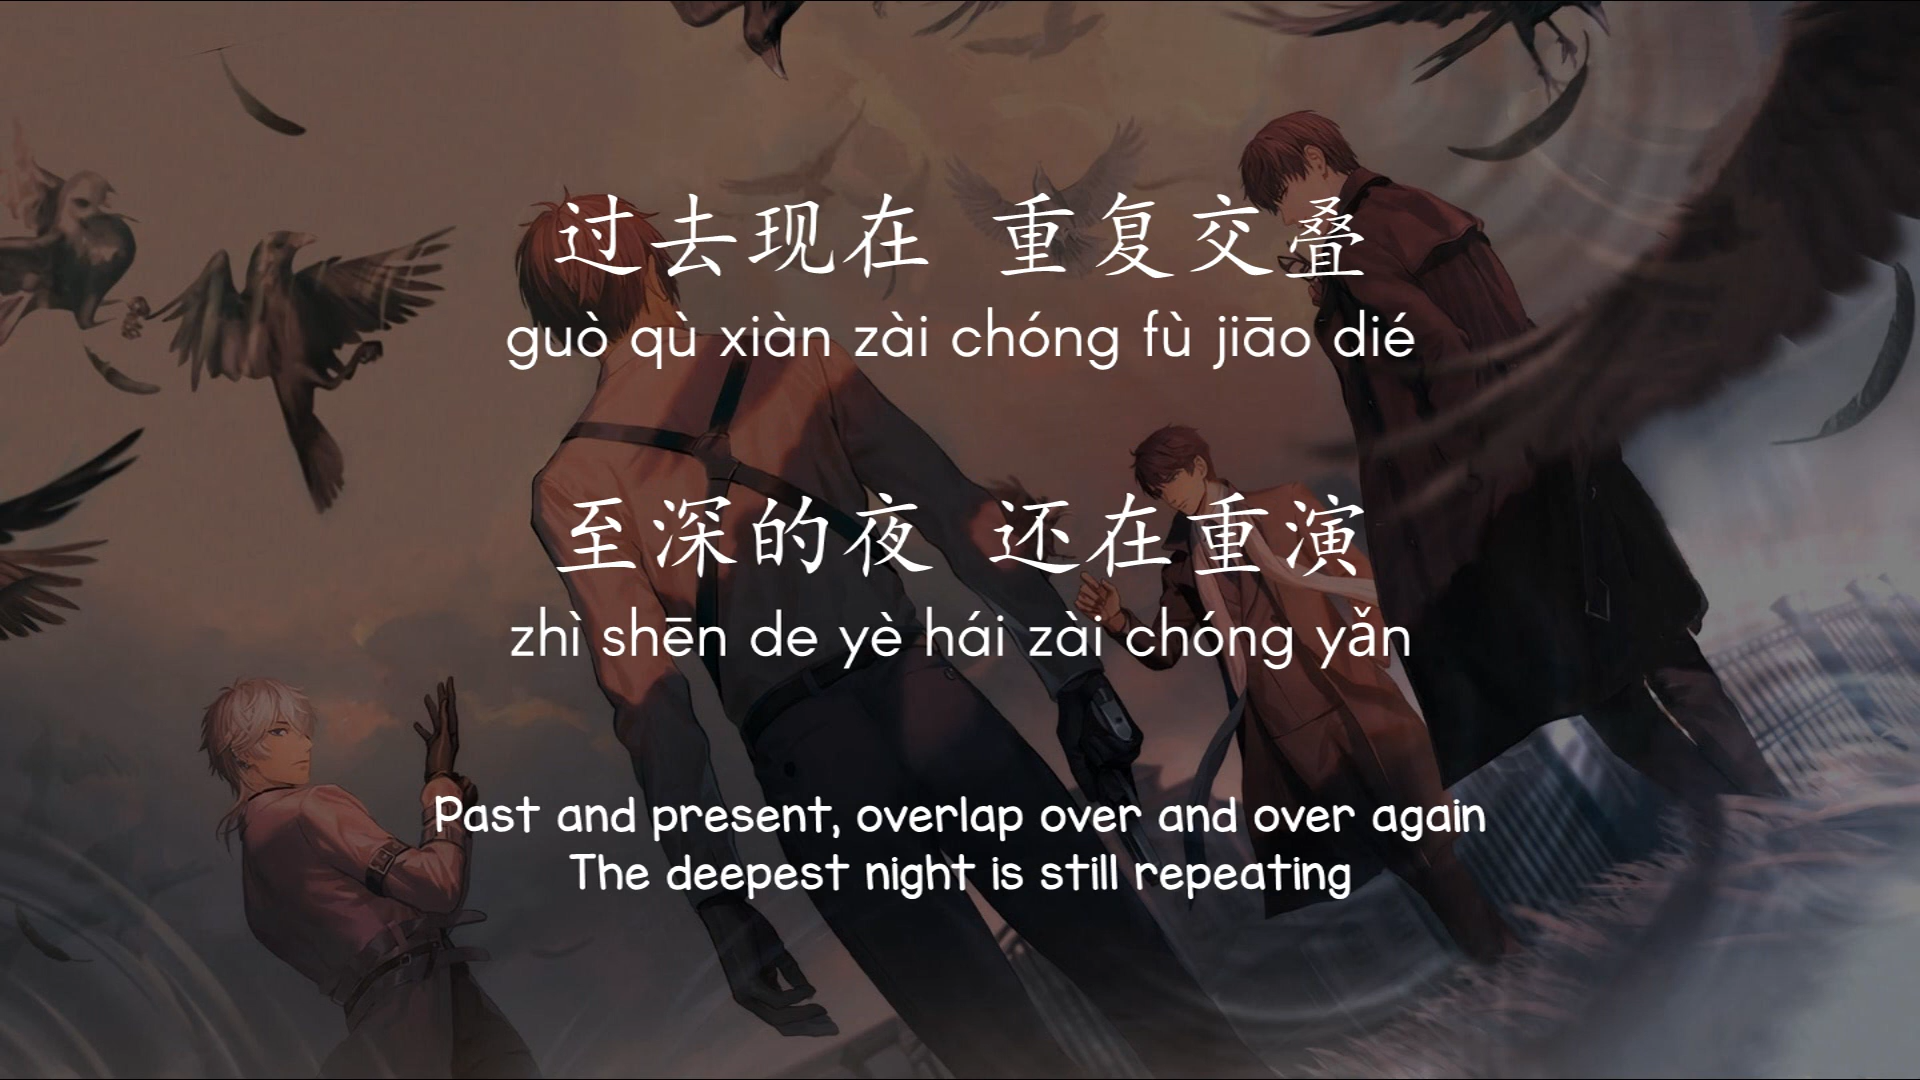 过去现在 重复交叠
guò qù xiàn zài chóng fù jiāo dié
至深的夜 还在重演
zhì shēn de yè hái zài chóng yǎn
Past and present, overlap over and over again
The deepest night is still repeating